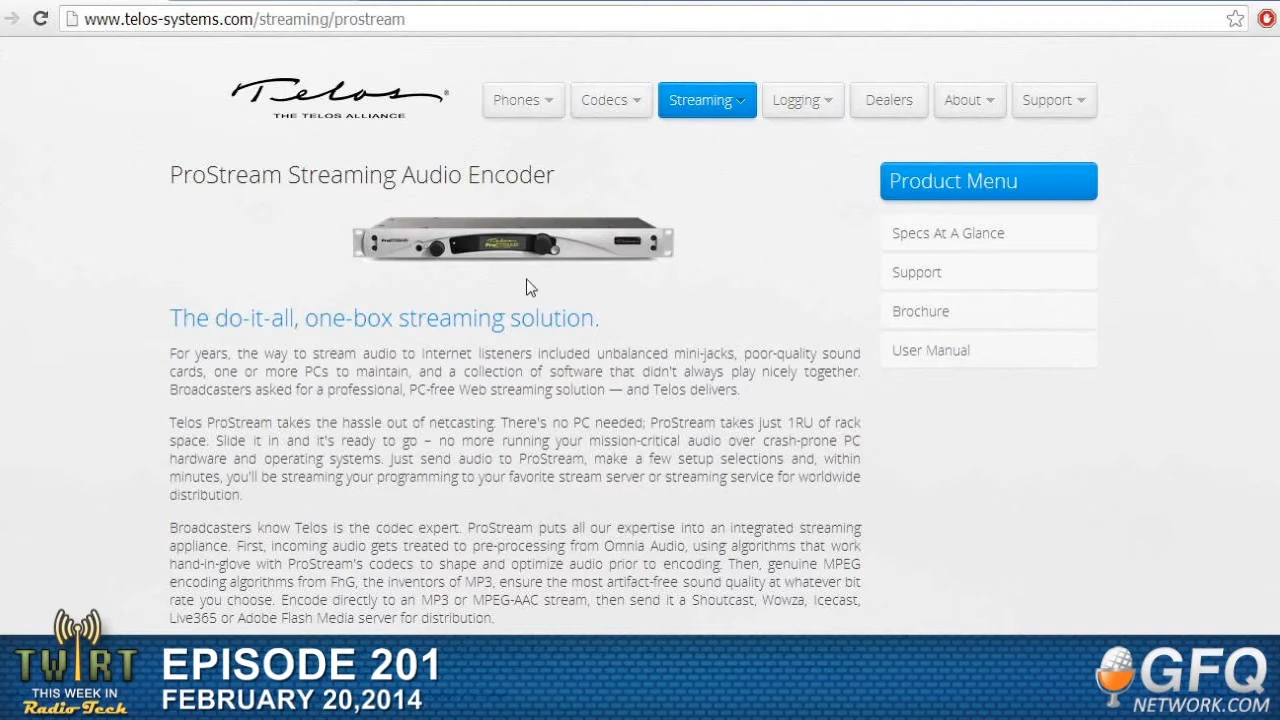 www.telos-systems.com/streaming/prostream
Telos®
THE TELOS ALLIANCE
Phones
Codecs
Streaming
Logging
Dealers
About
Support
ProStream Streaming Audio Encoder
Product Menu
Specs At A Glance
Support
Brochure
User Manual
The do-it-all, one-box streaming solution.
For years, the way to stream audio to Internet listeners included unbalanced mini-jacks, poor-quality sound
cards, one or more PCs to maintain, and a collection of software that didn't always play nicely together.
Broadcasters asked for a professional, PC-free Web streaming solution — and Telos delivers.
Telos ProStream takes the hassle out of netcasting. There's no PC needed; ProStream takes just 1RU of rack
space. Slide it in and it's ready to go – no more running your mission-critical audio over crash-prone PC
hardware and operating systems. Just send audio to ProStream, make a few setup selections and, within
minutes, you'll be streaming your programming to your favorite stream server or streaming service for worldwide
distribution.
Broadcasters know Telos is the codec expert. ProStream puts all our expertise into an integrated streaming
appliance. First, incoming audio gets treated to pre-processing from Omnia Audio, using algorithms that work
hand-in-glove with ProStream's codecs to shape and optimize audio prior to encoding. Then, genuine MPEG
encoding algorithms from FhG, the inventors of MP3, ensure the most artifact-free sound quality at whatever bit
rate you choose. Encode directly to an MP3 or MPEG-AAC stream, then send it a Shoutcast, Wowza, Icecast,
Live365 or Adobe Flash Media server for distribution.
TWIRT
THIS WEEK IN
Radio Tech
EPISODE 201
FEBRUARY 20,2014
GFQ
NETWORK.COM